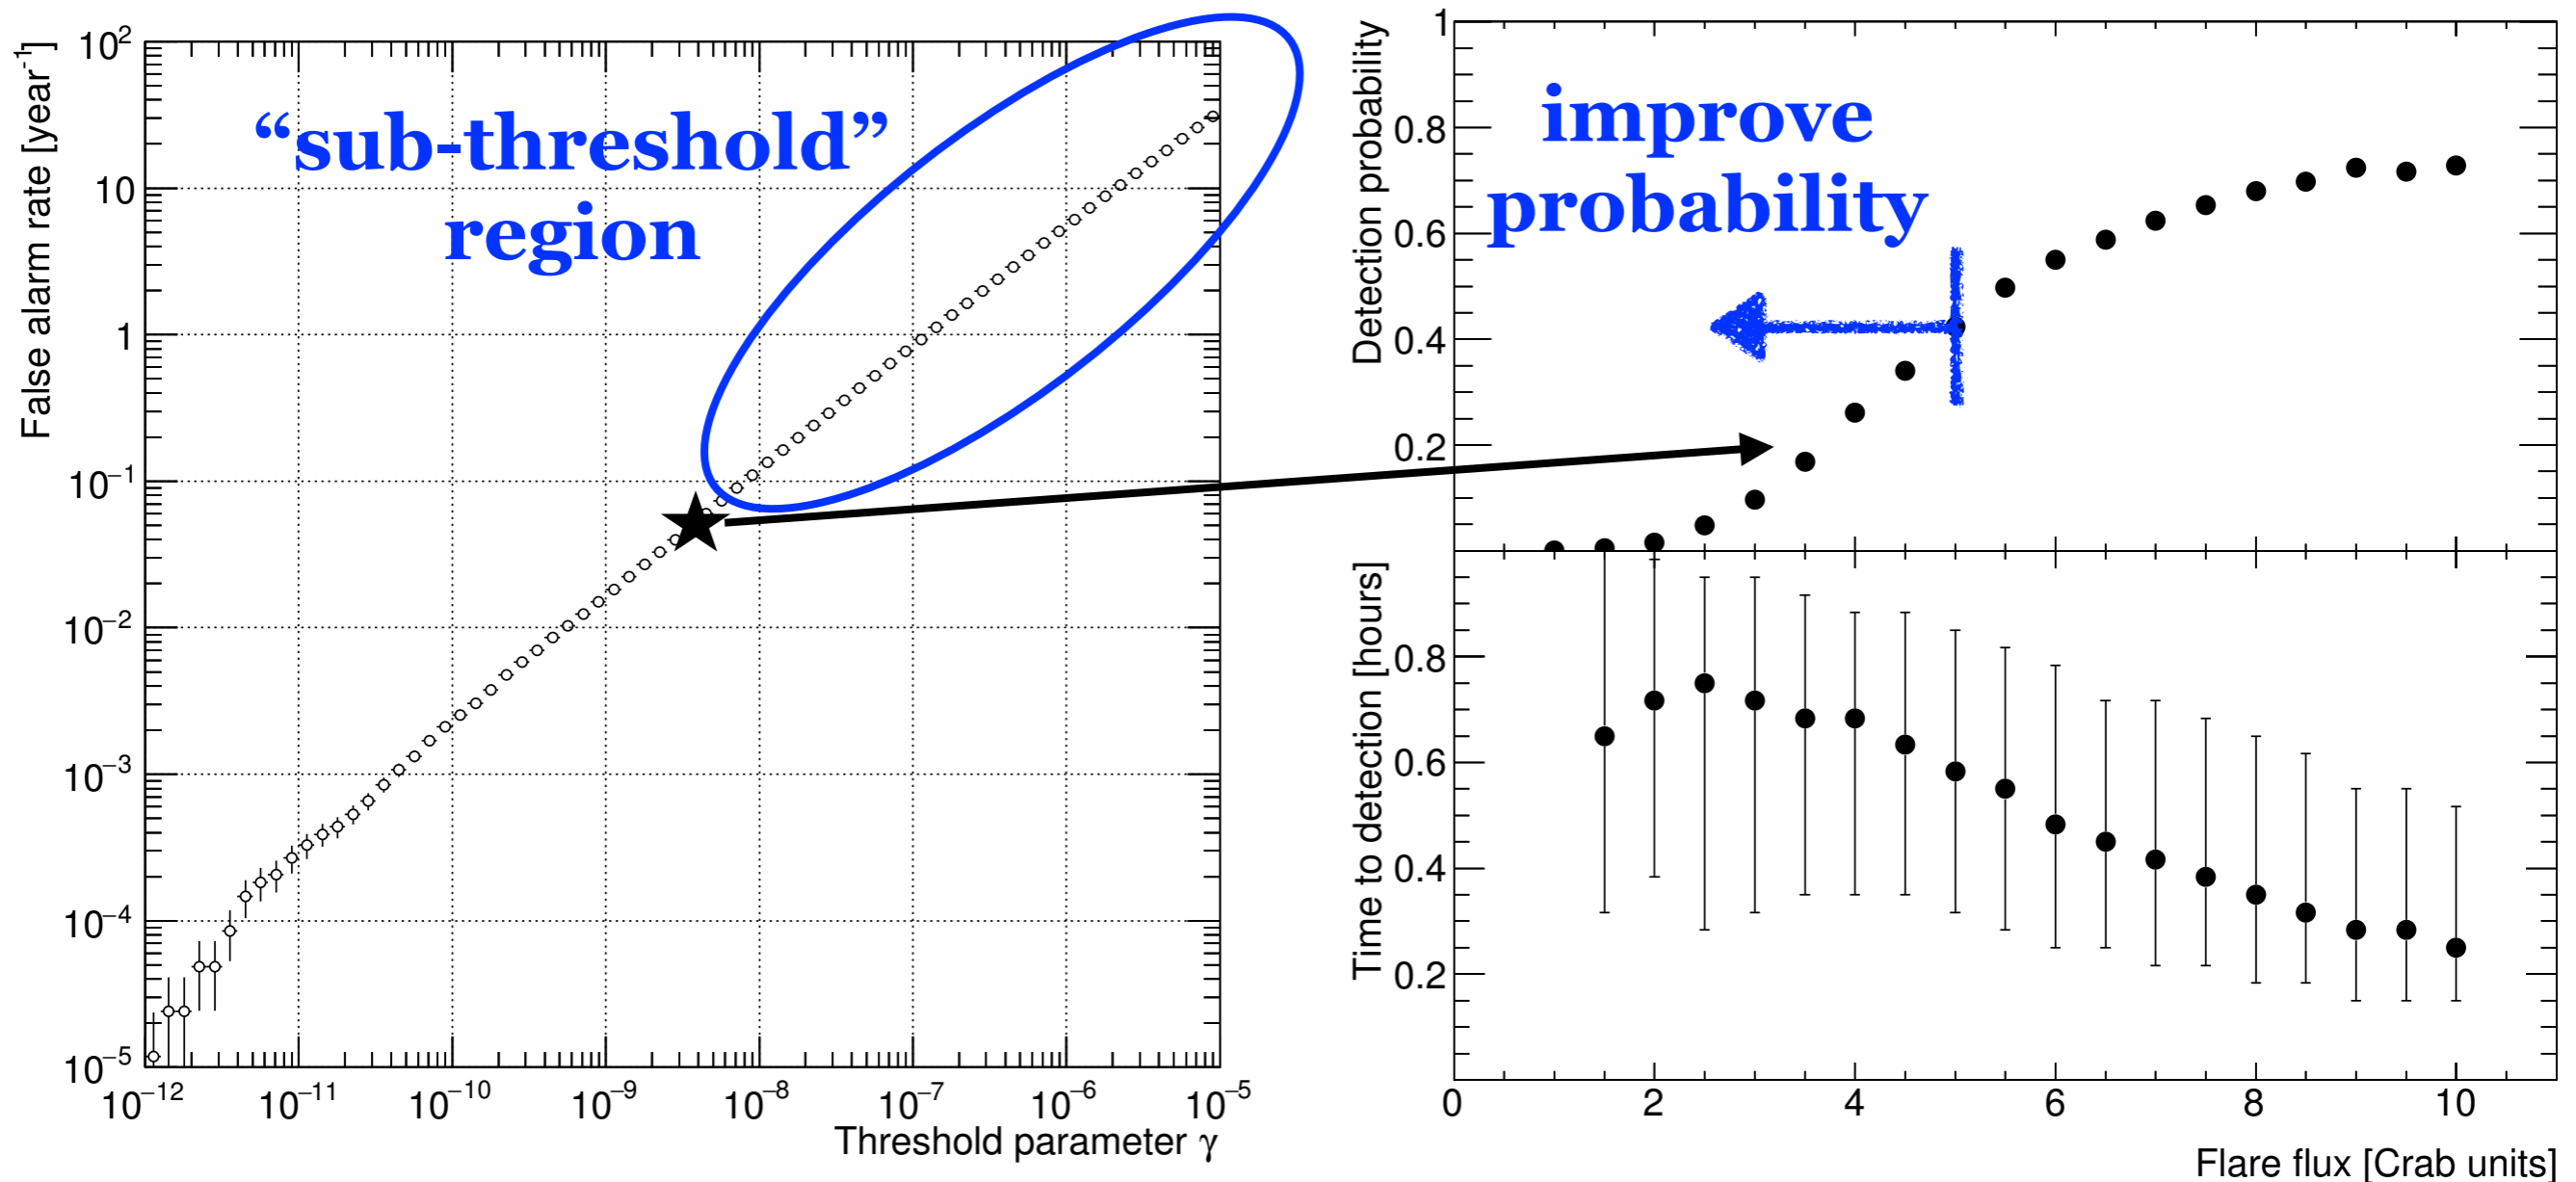 False alarm rate [year⁻¹]
10²
10
1
10⁻¹
10⁻²
10⁻³
10⁻⁴
10⁻⁵
“sub-threshold”
region
10⁻¹² 10⁻¹¹ 10⁻¹⁰ 10⁻⁹ 10⁻⁸ 10⁻⁷ 10⁻⁶ 10⁻⁵
Threshold parameter γ
Detection probability
1
0.8
0.6
0.4
0.2
improve
probability
Time to detection [hours]
0.8
0.6
0.4
0.2
0 2 4 6 8 10
Flare flux [Crab units]